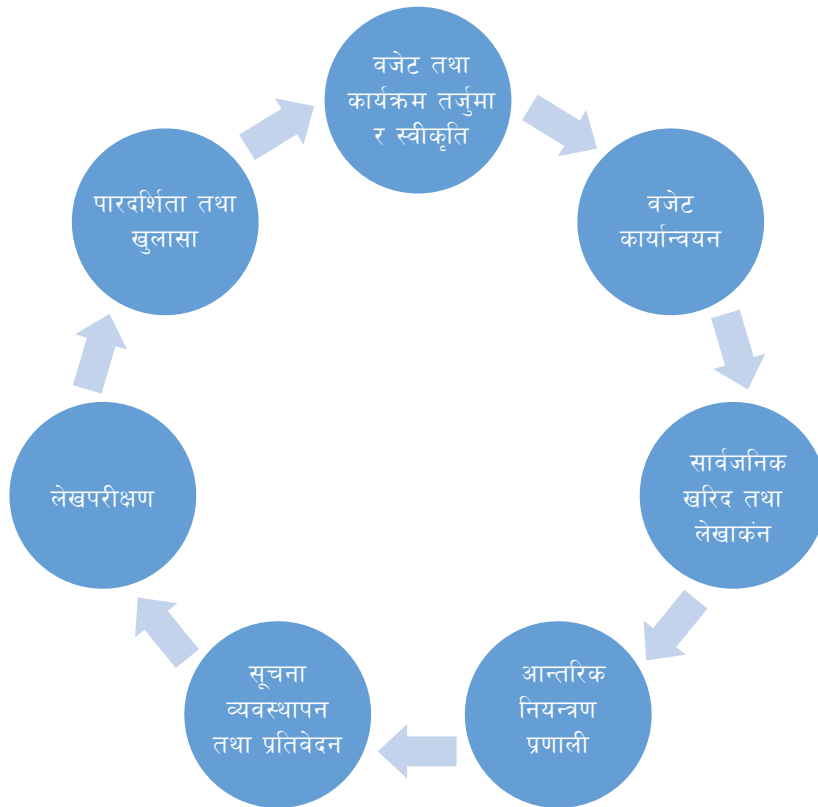 वजेट तथा
कार्यक्रम तर्जुमा
र स्वीकृति
वजेट
कार्यान्वयन
सार्वजनिक
खरिद तथा
लेखाकंन
आन्तरिक
नियन्त्रण
प्रणाली
सूचना
व्यवस्थापन
तथा प्रतिवेदन
लेखपरीक्षण
पारदर्शिता तथा
खुलासा